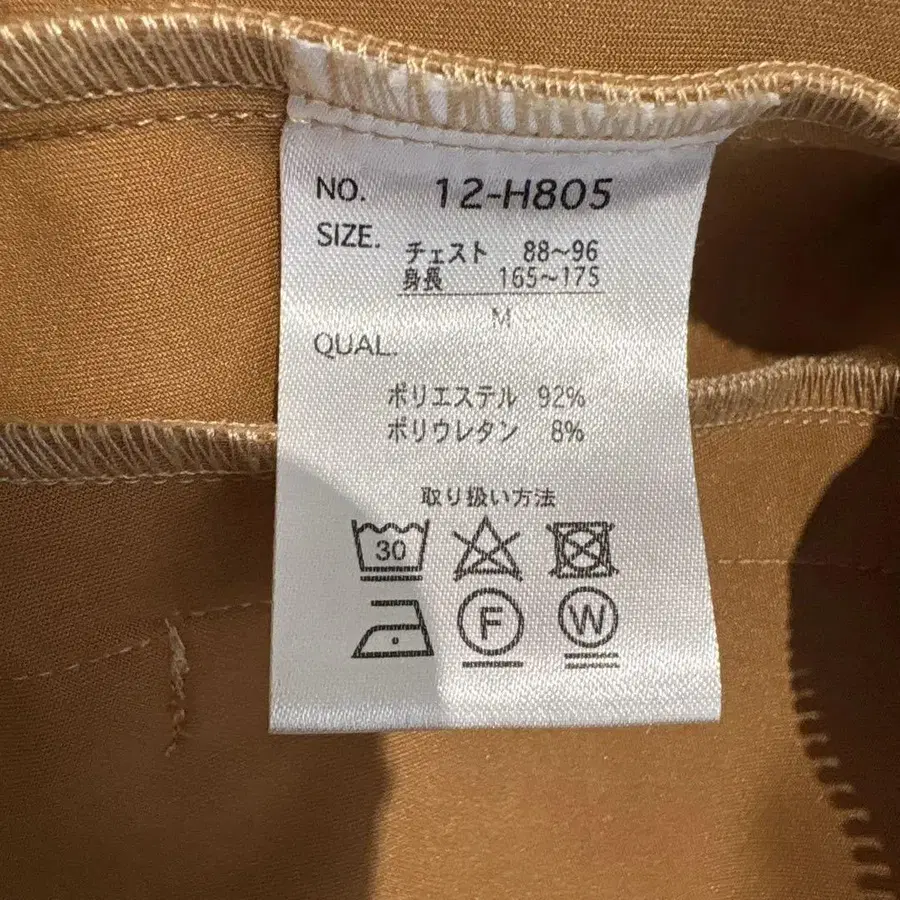 NO. 12-H805
SIZE.
チェスト 88~96
身長 165~175
M
QUAL.
ポリエステル 92%
ポリウレタン 8%
取り扱い方法
30
F W